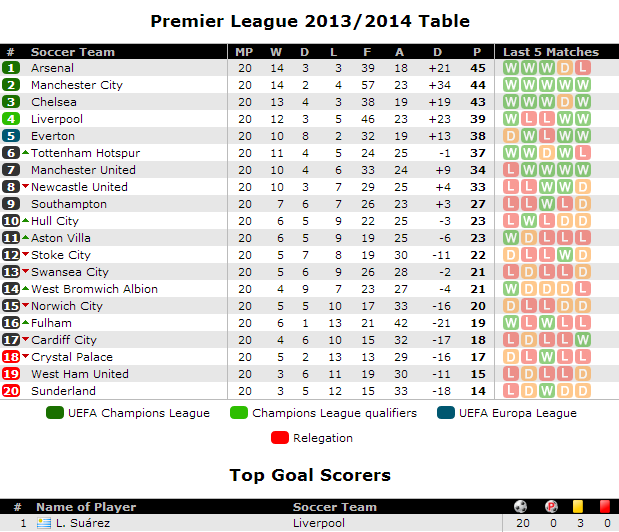 Premier League 2013/2014 Table
# Soccer Team MP W D L F A D P Last 5 Matches
1 Arsenal 20 14 3 3 39 18 +21 45 W W W D L
2 Manchester City 20 14 2 4 57 23 +34 44 W W W W W
3 Chelsea 20 13 4 3 38 19 +19 43 W W W D W
4 Liverpool 20 12 3 5 46 23 +23 39 W L L W W
5 Everton 20 10 8 2 32 19 +13 38 D W L W W
6 Tottenham Hotspur 20 11 4 5 24 25 -1 37 W W D W L
7 Manchester United 20 10 4 6 33 24 +9 34 L W W W W
8 Newcastle United 20 10 3 7 29 25 +4 33 L L W W D
9 Southampton 20 7 6 7 26 23 +3 27 L L W L D
10 Hull City 20 6 5 9 22 25 -3 23 L W L D D
11 Aston Villa 20 6 5 9 19 25 -6 23 W D L L L
12 Stoke City 20 5 7 8 19 30 -11 22 D L L W D
13 Swansea City 20 5 6 9 26 28 -2 21 L D L L D
14 West Bromwich Albion 20 4 9 7 23 27 -4 21 W D D D L
15 Norwich City 20 5 5 10 17 33 -16 20 D L L L D
16 Fulham 20 6 1 13 21 42 -21 19 W L W L L
17 Cardiff City 20 4 6 10 15 32 -17 18 L D L L W
18 Crystal Palace 20 5 2 13 13 29 -16 17 D L W L L
19 West Ham United 20 3 6 11 19 30 -11 15 L D L L D
20 Sunderland 20 3 5 12 15 33 -18 14 L D W D D
UEFA Champions League Champions League qualifiers UEFA Europa League
Relegation
Top Goal Scorers
# Name of Player Soccer Team P
1 L. Suárez Liverpool 20 0 3 0